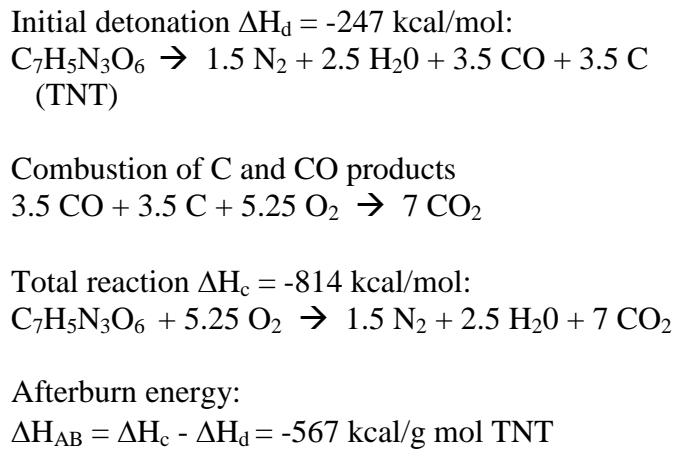 Initial detonation ΔH_d = -247 kcal/mol:
C₇H₅N₃O₆ → 1.5 N₂ + 2.5 H₂0 + 3.5 CO + 3.5 C
(TNT)
Combustion of C and CO products
3.5 CO + 3.5 C + 5.25 O₂ → 7 CO₂
Total reaction ΔH_c = -814 kcal/mol:
C₇H₅N₃O₆ + 5.25 O₂ → 1.5 N₂ + 2.5 H₂0 + 7 CO₂
Afterburn energy:
ΔH_AB = ΔH_c - ΔH_d = -567 kcal/g mol TNT